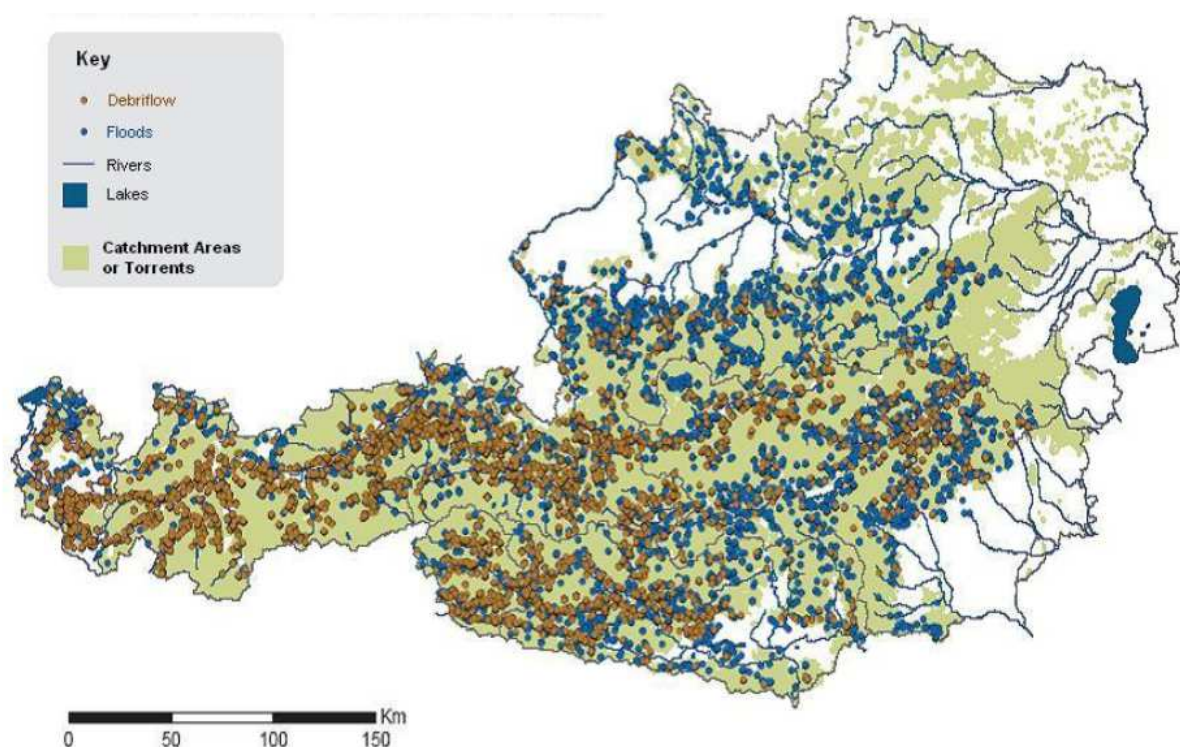 Key
Debriflow
Floods
Rivers
Lakes
Catchment Areas
or Torrents
Km
0 50 100 150